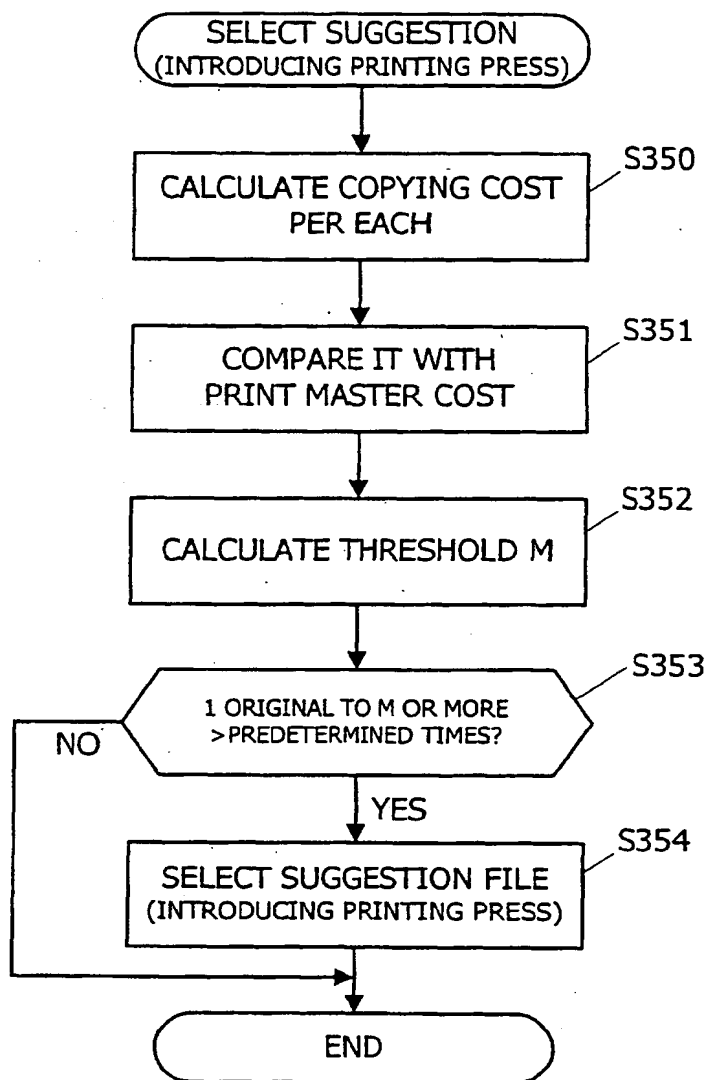 SELECT SUGGESTION
(INTRODUCING PRINTING PRESS)
S350
CALCULATE COPYING COST
PER EACH
S351
COMPARE IT WITH
PRINT MASTER COST
S352
CALCULATE THRESHOLD M
S353
1 ORIGINAL TO M OR MORE
>PREDETERMINED TIMES?
NO
YES
S354
SELECT SUGGESTION FILE
(INTRODUCING PRINTING PRESS)
END